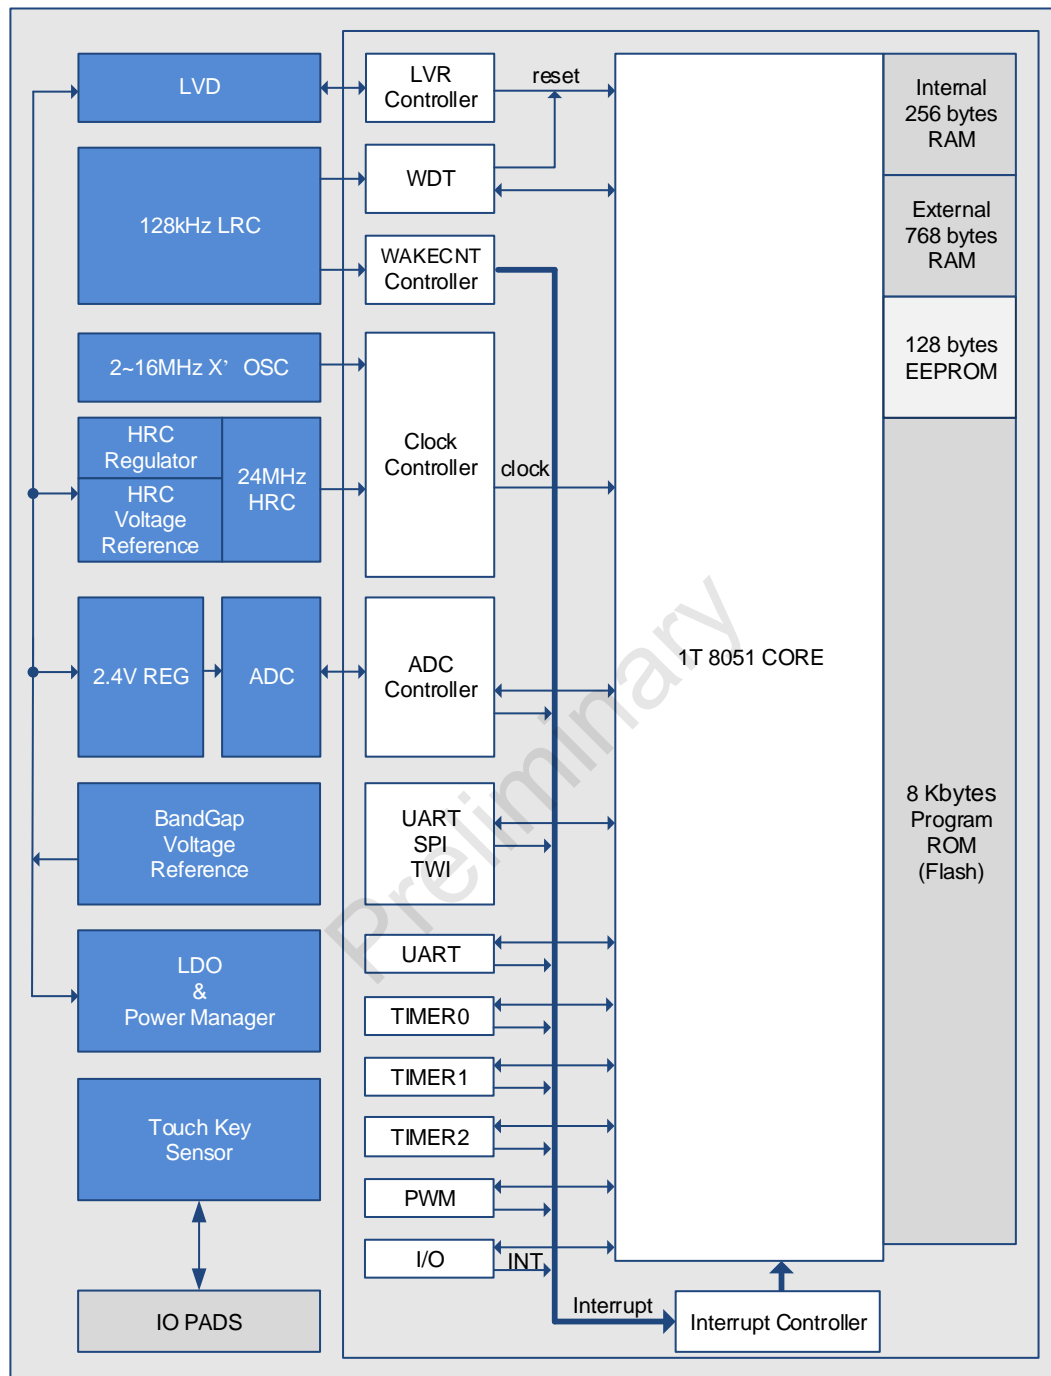 LVD
LVR
Controller
reset
Internal
256 bytes
RAM
128kHz LRC
WDT
WAKECNT
Controller
External
768 bytes
RAM
2~16MHz X’ OSC
128 bytes
EEPROM
HRC
Regulator
HRC
Voltage
Reference
24MHz
HRC
Clock
Controller
clock
2.4V REG
ADC
ADC
Controller
1T 8051 CORE
BandGap
Voltage
Reference
UART
SPI
TWI
8 Kbytes
Program
ROM
(Flash)
LDO
&
Power Manager
UART
TIMER0
TIMER1
Touch Key
Sensor
TIMER2
PWM
I/O
INT
IO PADS
Interrupt
Interrupt Controller
Preliminary